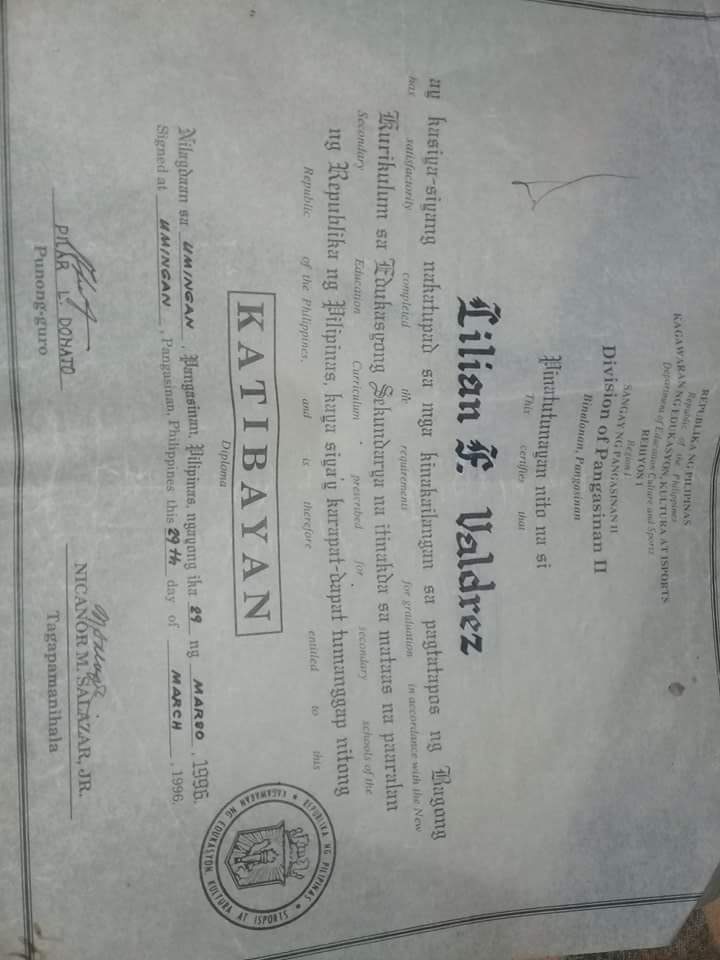 REPUBLIKA NG PILIPINAS
Republic of the Philippines
KAGAWARAN NG EDUKASYON, KULTURA AT ISPORTS
Department of Education Culture and Sports
REHIYON I
Region I
SANGAY NG PANGASINAN II
Division of Pangasinan II
Binalonan, Pangasinan
Pinatutunayan nito na si
This certifies that
Lilian F. Valdrez
ay kasiya-siyang nakatupad sa mga kinakailangan sa pagtatapos ng Bagong
has satisfactority completed the requirements for graduation in accordance with the New
Kurikulum sa Edukasyong Sekundarya na itinakda sa mataas na paaralan
Secondary Education Curriculum prescribed for secondary schools of the
ng Republika ng Pilipinas, kaya siya'y karapat-dapat tumanggap nitong
Republic of the Philippines, and is therefore entitled to this
KATIBAYAN
Diploma
Nilagdaan sa UMINGAN, Pangasinan, Pilipinas, ngayong ika 29 ng MARSO, 1996.
Signed at UMINGAN, Pangasinan, Philippines this 29th day of MARCH, 1996.
PILAR L. DONATO
Punong-guro
NICANOR M. SALAZAR, JR.
Tagapamanihala
REPUBLIKA NG PILIPINAS
KAGAWARAN NG EDUKASYON KULTURA AT ISPORTS